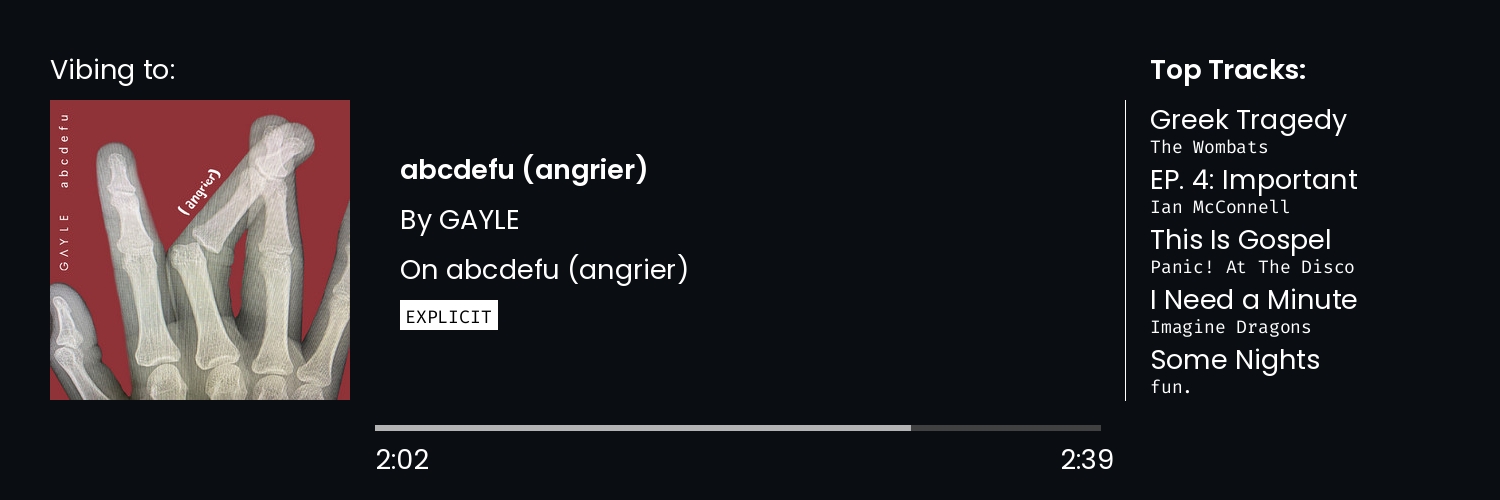 Vibing to:
GAYLE abcdefu
(angrier)
abcdefu (angrier)
By GAYLE
On abcdefu (angrier)
EXPLICIT
2:02
2:39
Top Tracks:
Greek Tragedy
The Wombats
EP. 4: Important
Ian McConnell
This Is Gospel
Panic! At The Disco
I Need a Minute
Imagine Dragons
Some Nights
fun.